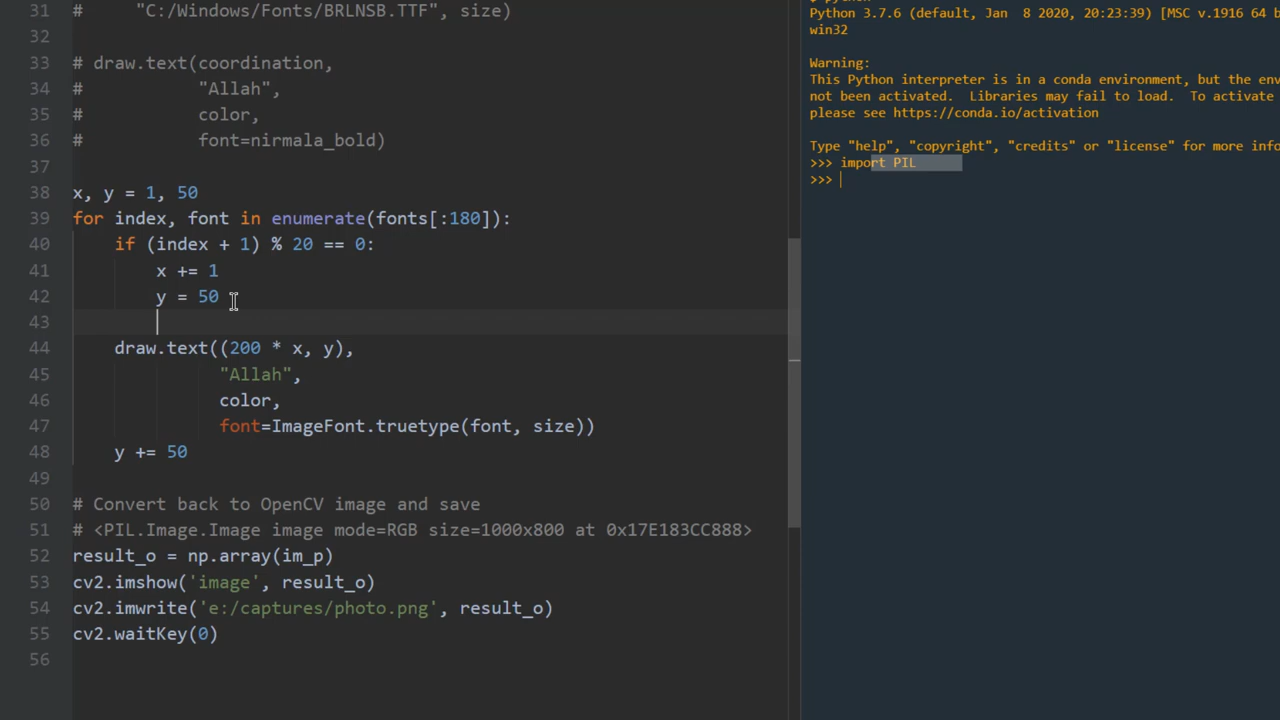 31 #     "C:/Windows/Fonts/BRLNSB.TTF", size)
32
33 # draw.text(coordination,
34 #           "Allah",
35 #           color,
36 #           font=nirmala_bold)
37
38 x, y = 1, 50
39 for index, font in enumerate(fonts[:180]):
40     if (index + 1) % 20 == 0:
41         x += 1
42         y = 50
43
44     draw.text((200 * x, y),
45               "Allah",
46               color,
47               font=ImageFont.truetype(font, size))
48     y += 50
49
50 # Convert back to OpenCV image and save
51 # <PIL.Image.Image image mode=RGB size=1000x800 at 0x17E183CC888>
52 result_o = np.array(im_p)
53 cv2.imshow('image', result_o)
54 cv2.imwrite('e:/captures/photo.png', result_o)
55 cv2.waitKey(0)
56
Python 3.7.6 (default, Jan  8 2020, 20:23:39) [MSC v.1916 64 b
win32
Warning:
This Python interpreter is in a conda environment, but the env
not been activated.  Libraries may fail to load.  To activate
please see https://conda.io/activation
Type "help", "copyright", "credits" or "license" for more info
>>> import PIL
>>>